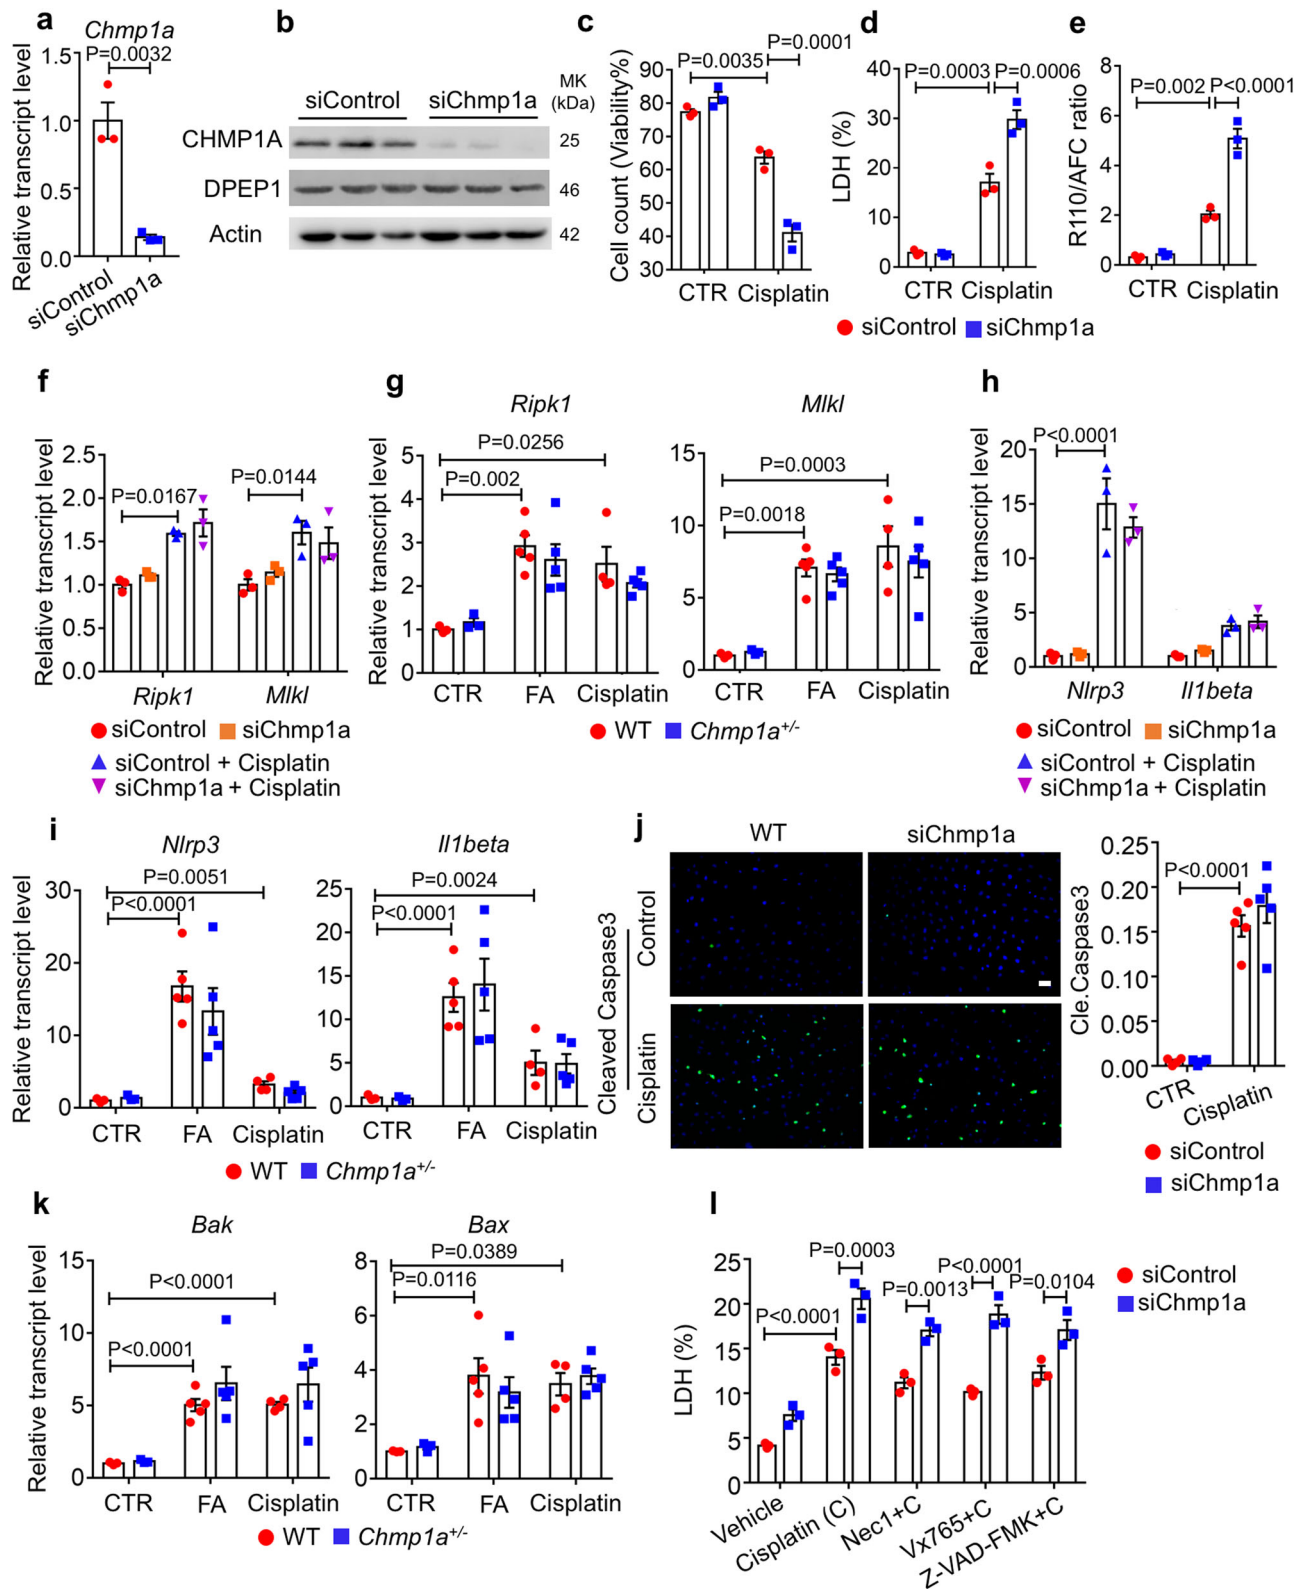 a
Chmp1a
P=0.0032
Relative transcript level
1.5
1.0
0.5
0.0
siControl
siChmp1a
b
MK
(kDa)
siControl
siChmp1a
CHMP1A
25
DPEP1
46
Actin
42
c
P=0.0001
P=0.0035
Cell count (Viability%)
90
80
70
60
50
40
30
CTR
Cisplatin
d
P=0.0003
P=0.0006
LDH (%)
40
30
20
10
0
CTR
Cisplatin
e
P=0.002
P<0.0001
R110/AFC ratio
8
6
4
2
0
CTR
Cisplatin
siControl
siChmp1a
f
Relative transcript level
2.5
2.0
1.5
1.0
0.5
0.0
P=0.0167
P=0.0144
Ripk1
Mlkl
siControl
siChmp1a
siControl + Cisplatin
siChmp1a + Cisplatin
g
Ripk1
P=0.0256
P=0.002
Relative transcript level
5
4
3
2
1
0
CTR
FA
Cisplatin
Mlkl
P=0.0003
P=0.0018
15
10
5
0
CTR
FA
Cisplatin
WT
Chmp1a+/-
h
P<0.0001
Relative transcript level
20
15
10
5
0
Nlrp3
Il1beta
siControl
siChmp1a
siControl + Cisplatin
siChmp1a + Cisplatin
i
Nlrp3
P=0.0051
P<0.0001
Relative transcript level
30
20
10
0
CTR
FA
Cisplatin
Il1beta
P=0.0024
P<0.0001
25
20
15
10
5
0
CTR
FA
Cisplatin
WT
Chmp1a+/-
j
WT
siChmp1a
Cleaved Caspase3
Control
Cisplatin
Cle.Caspase3
0.25
0.20
0.15
0.10
0.05
0.00
P<0.0001
CTR
Cisplatin
siControl
siChmp1a
k
Bak
P<0.0001
P<0.0001
Relative transcript level
15
10
5
0
CTR
FA
Cisplatin
Bax
P=0.0389
P=0.0116
8
6
4
2
0
CTR
FA
Cisplatin
WT
Chmp1a+/-
l
P=0.0003
P<0.0001
P<0.0001
P=0.0013
P=0.0104
LDH (%)
25
20
15
10
5
0
Vehicle
Cisplatin (C)
Nec1+C
Vx765+C
Z-VAD-FMK+C
siControl
siChmp1a